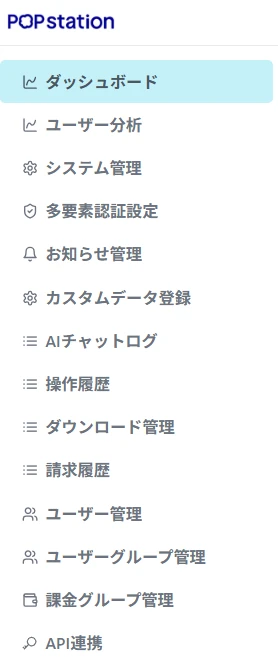 POPstation
ダッシュボード
ユーザー分析
システム管理
多要素認証設定
お知らせ管理
カスタムデータ登録
AIチャットログ
操作履歴
ダウンロード管理
請求履歴
ユーザー管理
ユーザーグループ管理
課金グループ管理
API連携